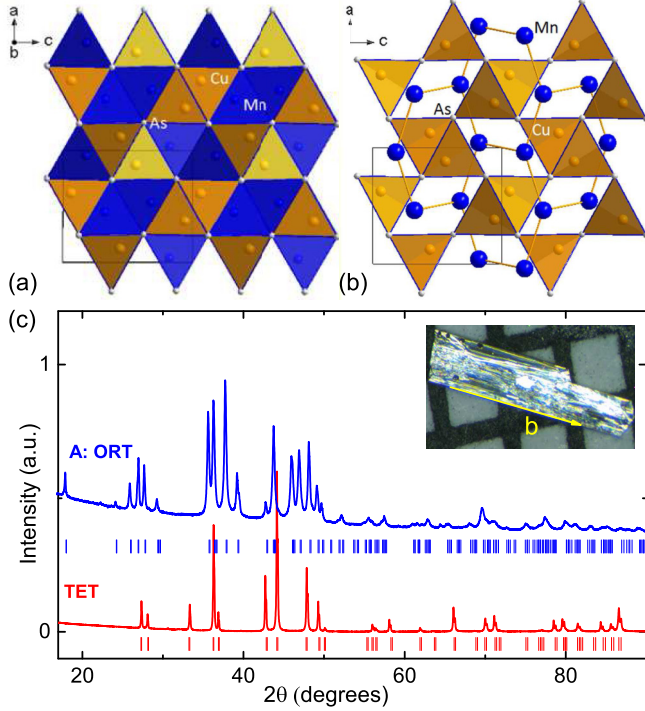 a
b
c
Cu
Mn
As
(a)
a
c
Mn
As
Cu
(b)
(c)
1
A: ORT
b
TET
0
Intensity (a.u.)
20 40 60 80
2θ (degrees)